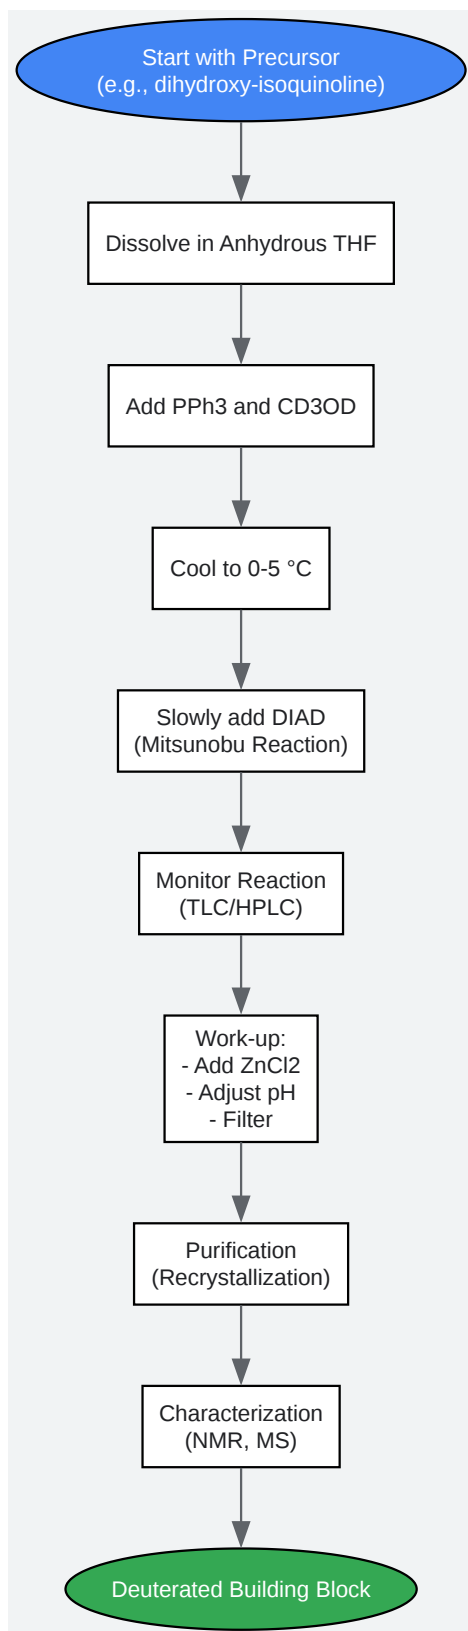 Start with Precursor
(e.g., dihydroxy-isoquinoline)
Dissolve in Anhydrous THF
Add PPh3 and CD3OD
Cool to 0-5 °C
Slowly add DIAD
(Mitsunobu Reaction)
Monitor Reaction
(TLC/HPLC)
Work-up:
- Add ZnCl2
- Adjust pH
- Filter
Purification
(Recrystallization)
Characterization
(NMR, MS)
Deuterated Building Block